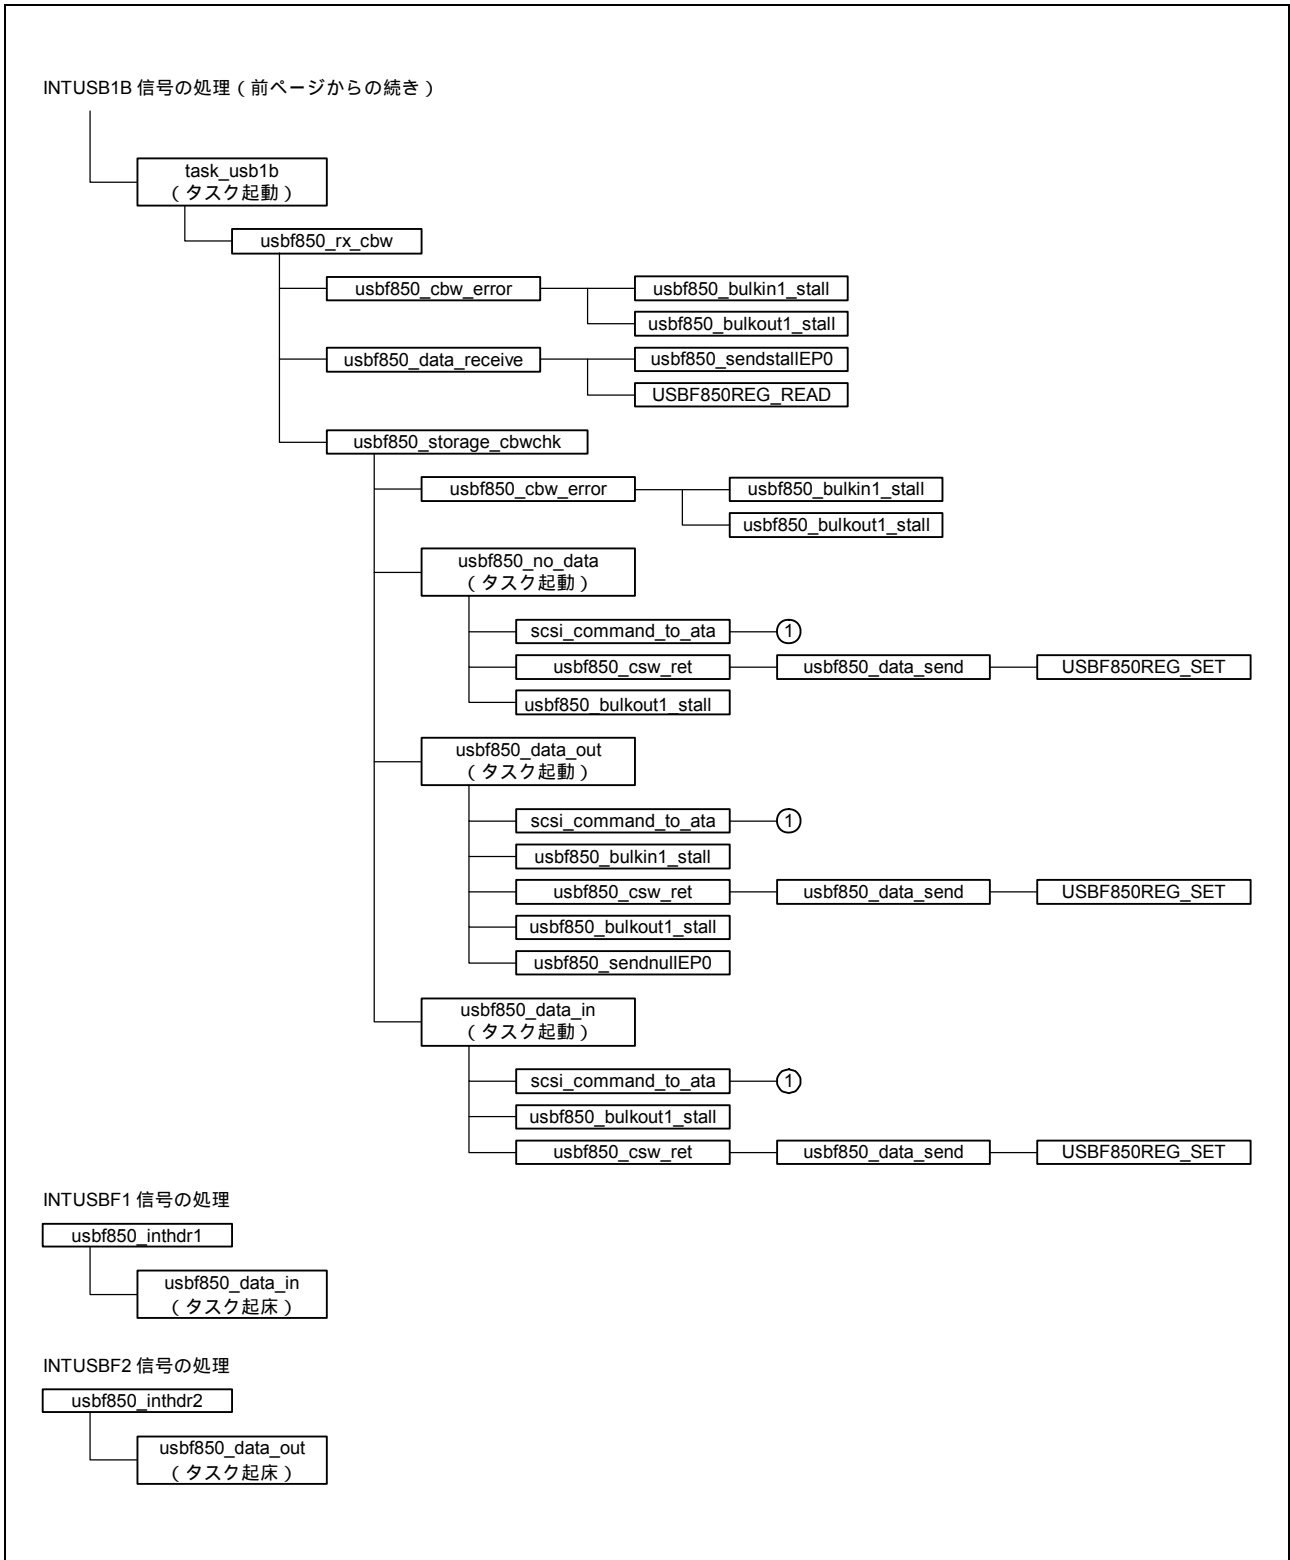 INTUSB1B 信号の処理（前ページからの続き）
task_usb1b
（タスク起動）
usbf850_rx_cbw
usbf850_cbw_error
usbf850_bulkin1_stall
usbf850_bulkout1_stall
usbf850_data_receive
usbf850_sendstallEP0
USBF850REG_READ
usbf850_storage_cbwchk
usbf850_cbw_error
usbf850_bulkin1_stall
usbf850_bulkout1_stall
usbf850_no_data
（タスク起動）
scsi_command_to_ata
1
usbf850_csw_ret
usbf850_data_send
USBF850REG_SET
usbf850_bulkout1_stall
usbf850_data_out
（タスク起動）
scsi_command_to_ata
1
usbf850_bulkin1_stall
usbf850_csw_ret
usbf850_data_send
USBF850REG_SET
usbf850_bulkout1_stall
usbf850_sendnullEP0
usbf850_data_in
（タスク起動）
scsi_command_to_ata
1
usbf850_bulkout1_stall
usbf850_csw_ret
usbf850_data_send
USBF850REG_SET
INTUSBF1 信号の処理
usbf850_inthdr1
usbf850_data_in
（タスク起床）
INTUSBF2 信号の処理
usbf850_inthdr2
usbf850_data_out
（タスク起床）